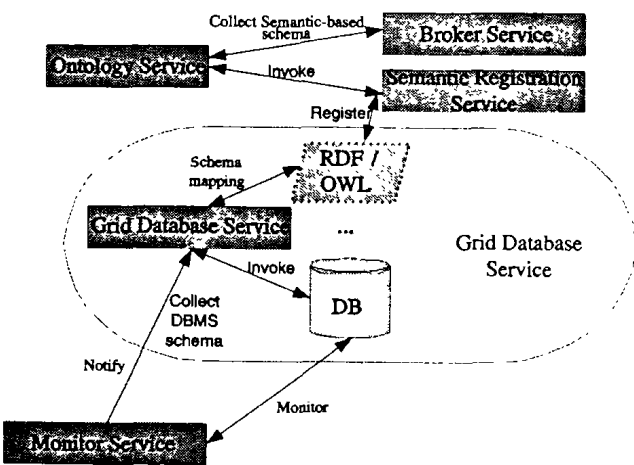 Collect Semantic-based
schema
Broker Service
Ontology Service
Invoke
Semantic Registration
Service
Register
RDF /
OWL
Schema
mapping
Grid Database Service
...
Grid Database
Service
Invoke
DB
Collect
DBMS
schema
Notify
Monitor
Monitor Service